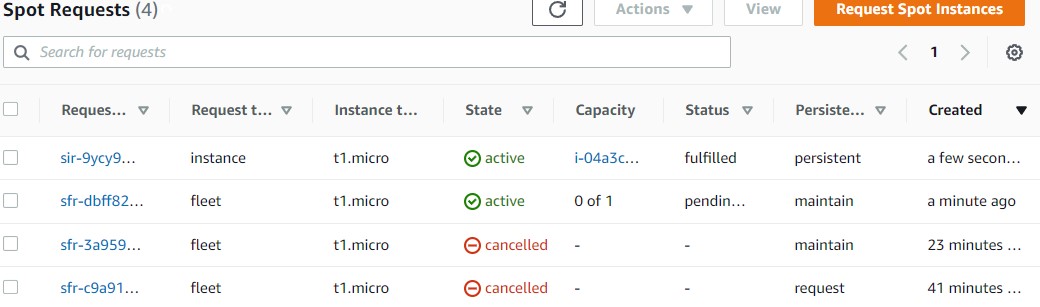 Spot Requests (4) Actions View Request Spot Instances
Search for requests 1
Reques... Request t... Instance t... State Capacity Status Persiste... Created
sir-9ycy9... instance t1.micro active i-04a3c... fulfilled persistent a few secon...
sfr-dbff82... fleet t1.micro active 0 of 1 pendin... maintain a minute ago
sfr-3a959... fleet t1.micro cancelled - - maintain 23 minutes ...
sfr-c9a91... fleet t1.micro cancelled - - request 41 minutes ...